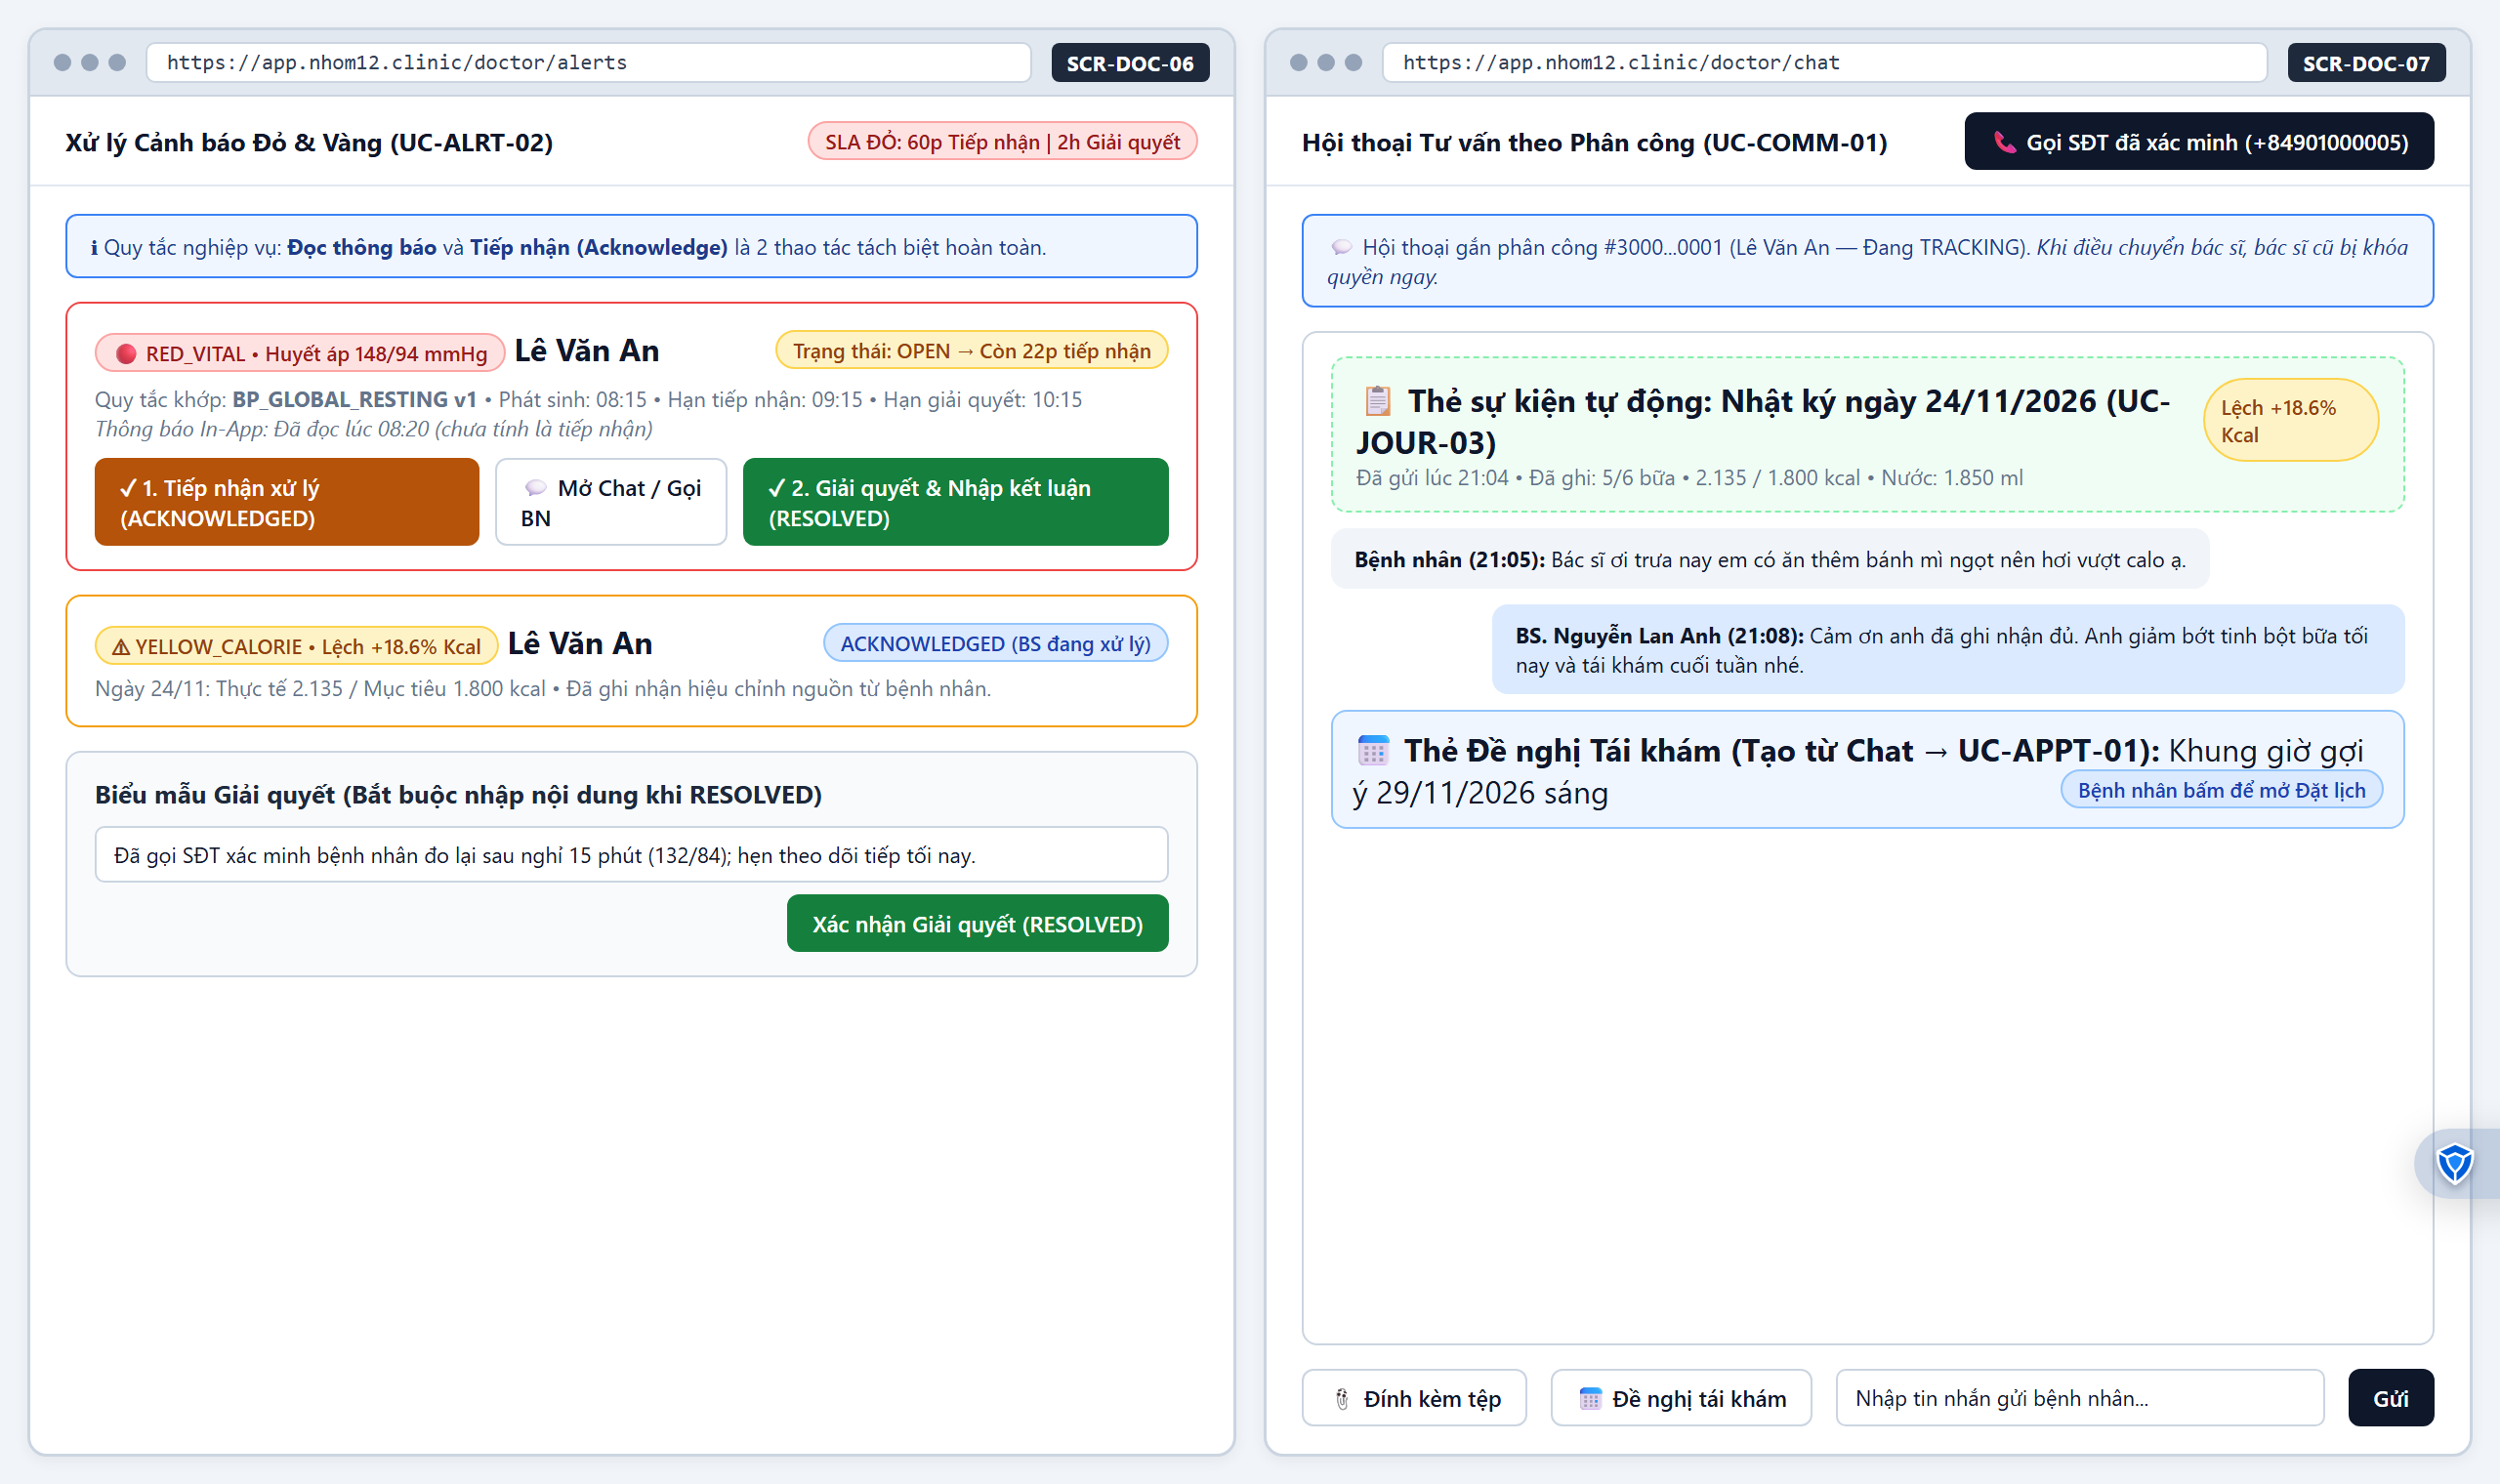 https://app.nhom12.clinic/doctor/alerts
SCR-DOC-06
Xử lý Cảnh báo Đỏ & Vàng (UC-ALRT-02)
SLA ĐỎ: 60p Tiếp nhận | 2h Giải quyết
ℹ Quy tắc nghiệp vụ: Đọc thông báo và Tiếp nhận (Acknowledge) là 2 thao tác tách biệt hoàn toàn.
🔴 RED_VITAL • Huyết áp 148/94 mmHg Lê Văn An
Trạng thái: OPEN → Còn 22p tiếp nhận
Quy tắc khớp: BP_GLOBAL_RESTING v1 • Phát sinh: 08:15 • Hạn tiếp nhận: 09:15 • Hạn giải quyết: 10:15
Thông báo In-App: Đã đọc lúc 08:20 (chưa tính là tiếp nhận)
✓ 1. Tiếp nhận xử lý
(ACKNOWLEDGED)
💬 Mở Chat / Gọi
BN
✓ 2. Giải quyết & Nhập kết luận
(RESOLVED)
⚠ YELLOW_CALORIE • Lệch +18.6% Kcal Lê Văn An
ACKNOWLEDGED (BS đang xử lý)
Ngày 24/11: Thực tế 2.135 / Mục tiêu 1.800 kcal • Đã ghi nhận hiệu chỉnh nguồn từ bệnh nhân.
Biểu mẫu Giải quyết (Bắt buộc nhập nội dung khi RESOLVED)
Đã gọi SĐT xác minh bệnh nhân đo lại sau nghỉ 15 phút (132/84); hẹn theo dõi tiếp tối nay.
Xác nhận Giải quyết (RESOLVED)
https://app.nhom12.clinic/doctor/chat
SCR-DOC-07
Hội thoại Tư vấn theo Phân công (UC-COMM-01)
📞 Gọi SĐT đã xác minh (+84901000005)
💬 Hội thoại gắn phân công #3000...0001 (Lê Văn An — Đang TRACKING). Khi điều chuyển bác sĩ, bác sĩ cũ bị khóa
quyền ngay.
📋 Thẻ sự kiện tự động: Nhật ký ngày 24/11/2026 (UC-
JOUR-03)
Lệch +18.6%
Kcal
Đã gửi lúc 21:04 • Đã ghi: 5/6 bữa • 2.135 / 1.800 kcal • Nước: 1.850 ml
Bệnh nhân (21:05): Bác sĩ ơi trưa nay em có ăn thêm bánh mì ngọt nên hơi vượt calo ạ.
BS. Nguyễn Lan Anh (21:08): Cảm ơn anh đã ghi nhận đủ. Anh giảm bớt tinh bột bữa tối
nay và tái khám cuối tuần nhé.
📅 Thẻ Đề nghị Tái khám (Tạo từ Chat → UC-APPT-01): Khung giờ gợi
ý 29/11/2026 sáng
Bệnh nhân bấm để mở Đặt lịch
📎 Đính kèm tệp
📅 Đề nghị tái khám
Nhập tin nhắn gửi bệnh nhân...
Gửi